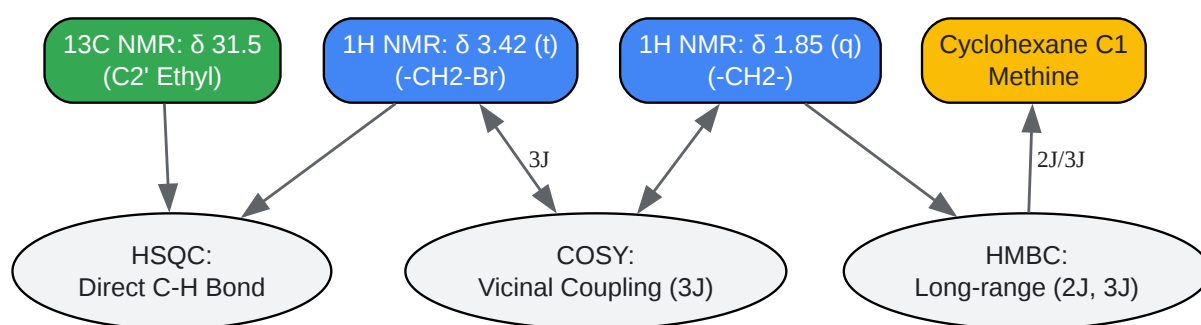 13C NMR: δ 31.5
(C2' Ethyl)
1H NMR: δ 3.42 (t)
(-CH2-Br)
1H NMR: δ 1.85 (q)
(-CH2-)
Cyclohexane C1
Methine
3J
2J/3J
HSQC:
Direct C-H Bond
COSY:
Vicinal Coupling (3J)
HMBC:
Long-range (2J, 3J)